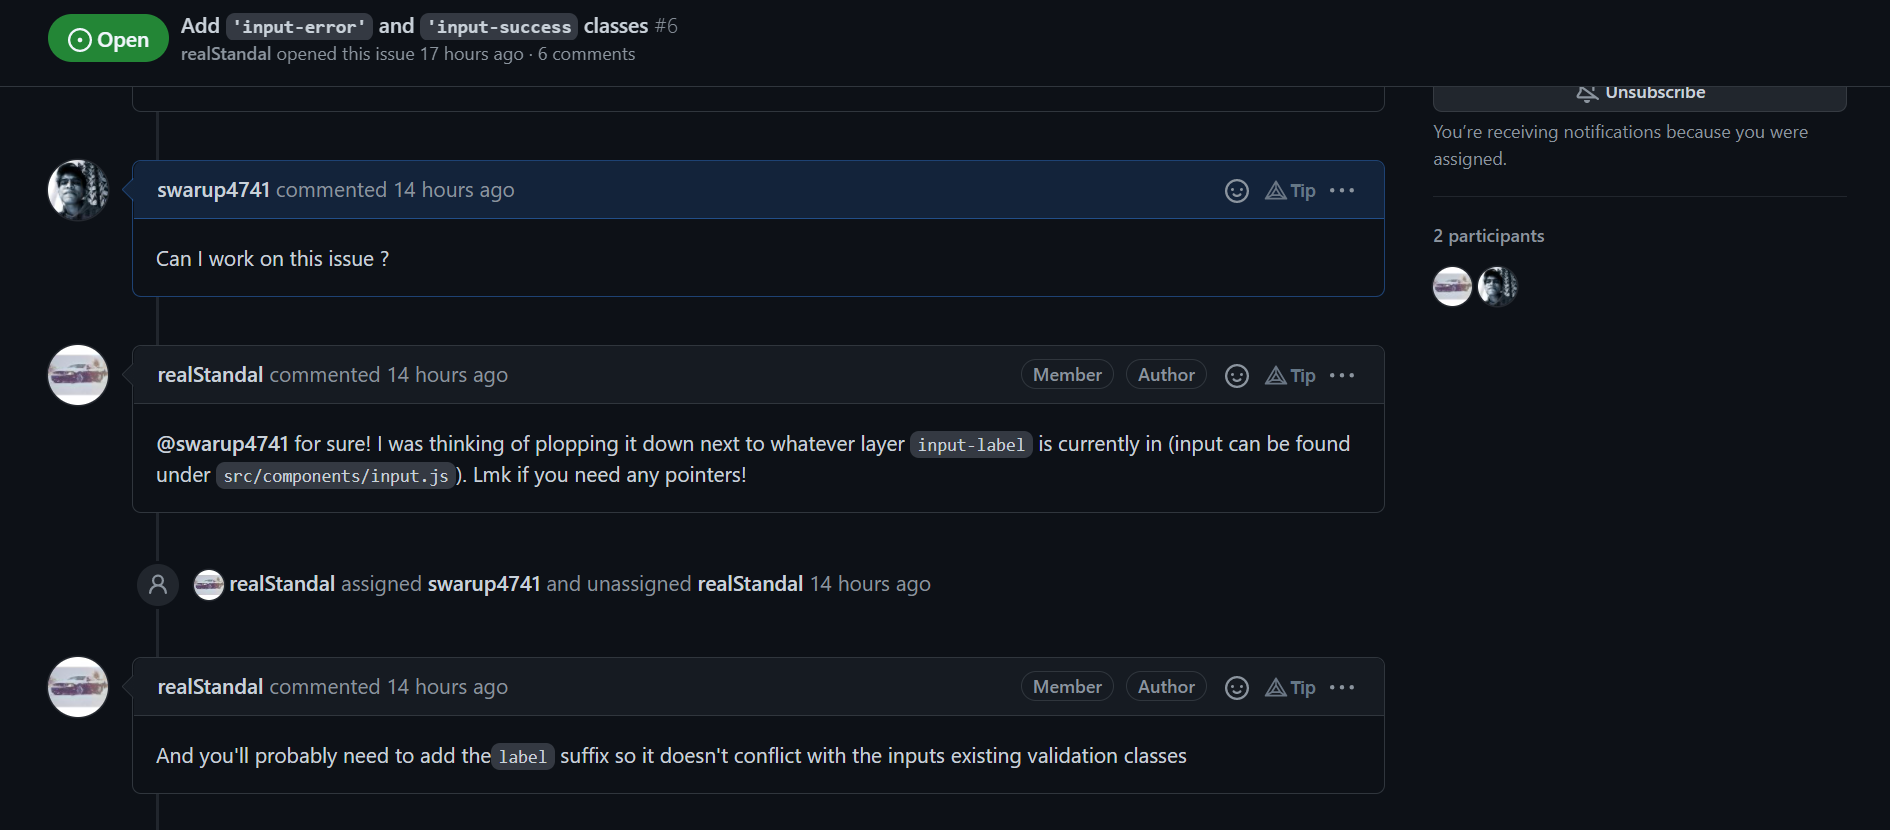 Open
Add 'input-error' and 'input-success classes #6
realStandal opened this issue 17 hours ago · 6 comments
Unsubscribe
You’re receiving notifications because you were
assigned.
2 participants
swarup4741 commented 14 hours ago
Tip
Can I work on this issue ?
realStandal commented 14 hours ago
Member Author Tip
@swarup4741 for sure! I was thinking of plopping it down next to whatever layer input-label is currently in (input can be found
under src/components/input.js). Lmk if you need any pointers!
realStandal assigned swarup4741 and unassigned realStandal 14 hours ago
realStandal commented 14 hours ago
Member Author Tip
And you'll probably need to add the label suffix so it doesn't conflict with the inputs existing validation classes